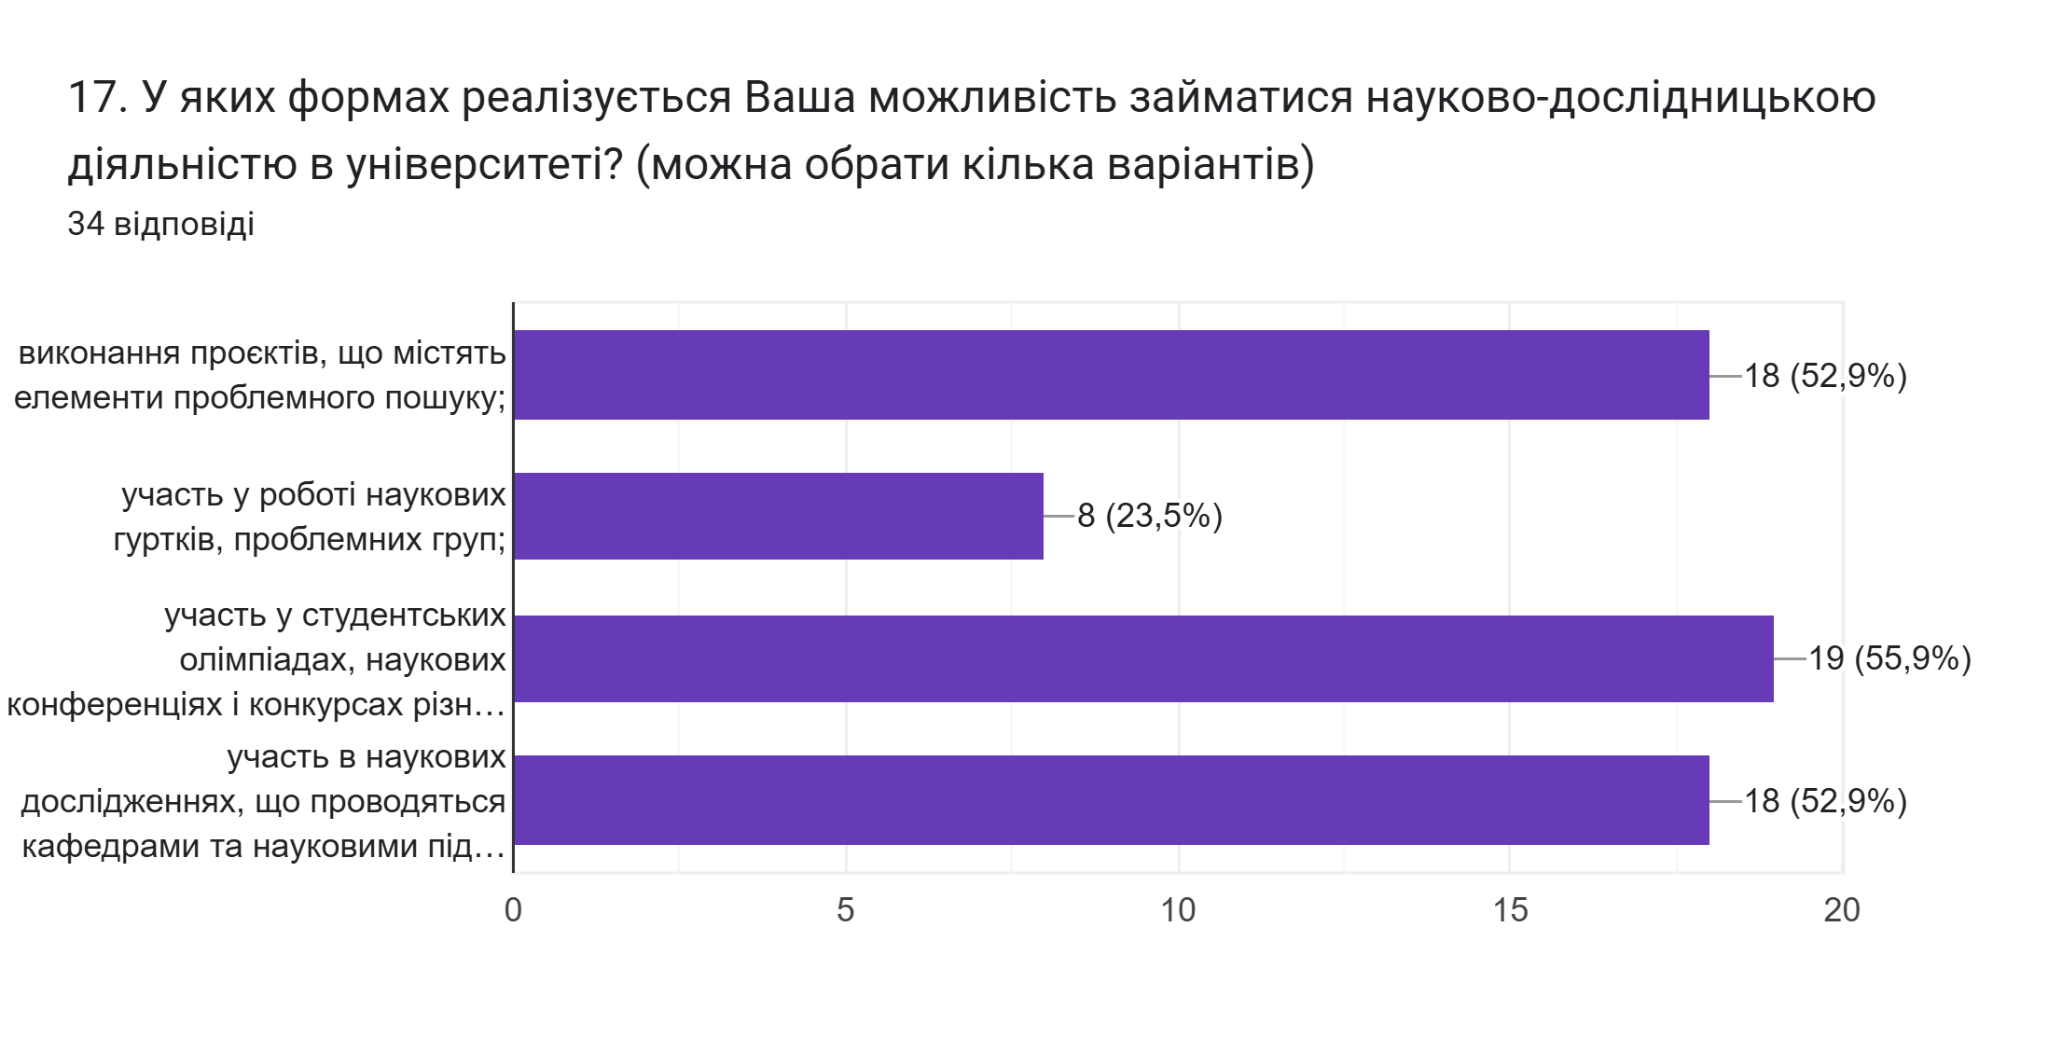 17. У яких формах реалізується Ваша можливість займатися науково-дослідницькою
діяльністю в університеті? (можна обрати кілька варіантів)
34 відповіді
виконання проєктів, що містять
елементи проблемного пошуку;
18 (52,9%)
участь у роботі наукових
гуртків, проблемних груп;
8 (23,5%)
участь у студентських
олімпіадах, наукових
конференціях і конкурсах різн…
19 (55,9%)
участь в наукових
дослідженнях, що проводяться
кафедрами та науковими під…
18 (52,9%)
0 5 10 15 20